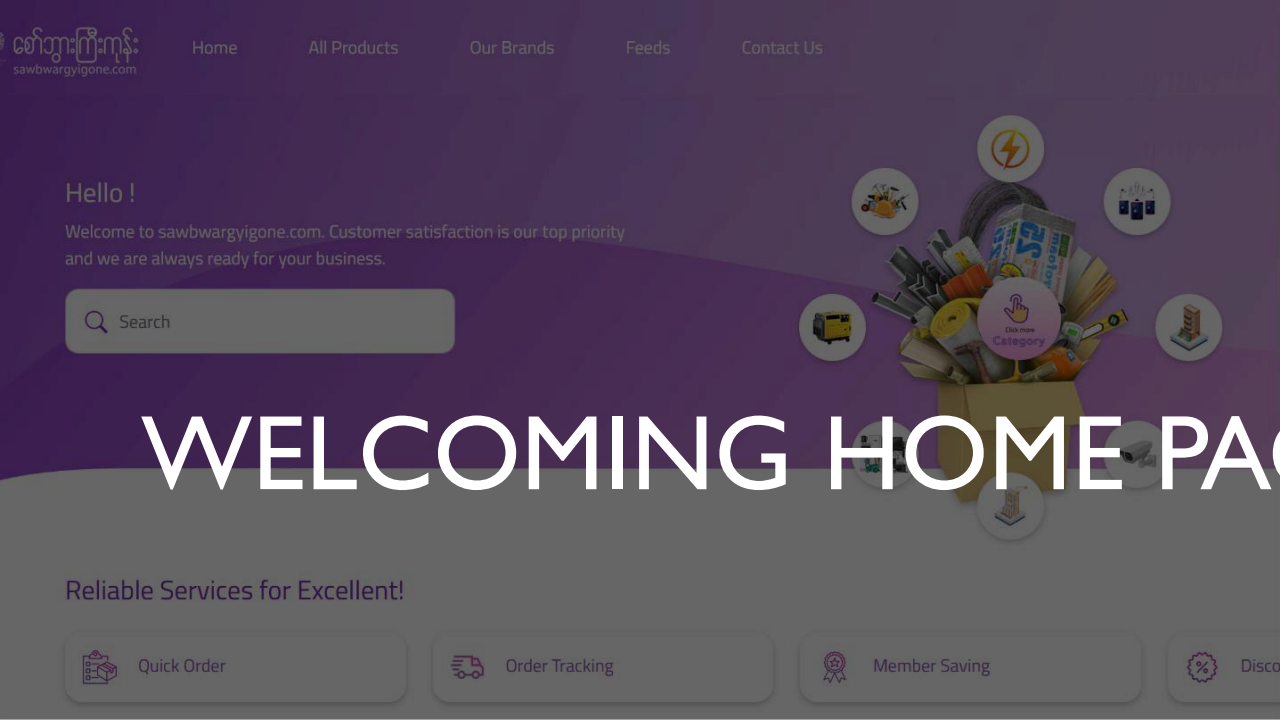 စော်ဘွားကြီးကုန်း
sawbwargyigone.com
Home
All Products
Our Brands
Feeds
Contact Us
Hello !
Welcome to sawbwargyigone.com. Customer satisfaction is our top priority
and we are always ready for your business.
Search
Click more
Category
WELCOMING HOME PA
Reliable Services for Excellent!
Quick Order
Order Tracking
Member Saving
Disco